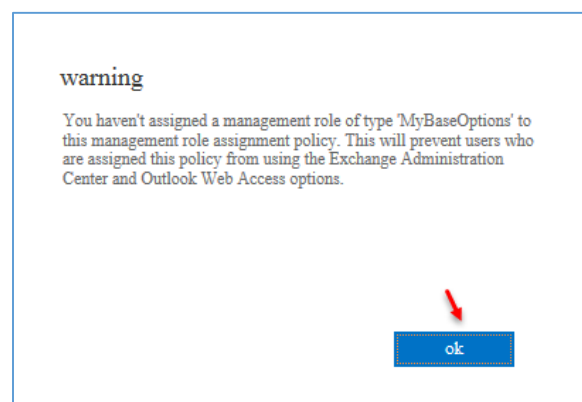 warning
You haven't assigned a management role of type 'MyBaseOptions' to
this management role assignment policy. This will prevent users who
are assigned this policy from using the Exchange Administration
Center and Outlook Web Access options.
ok